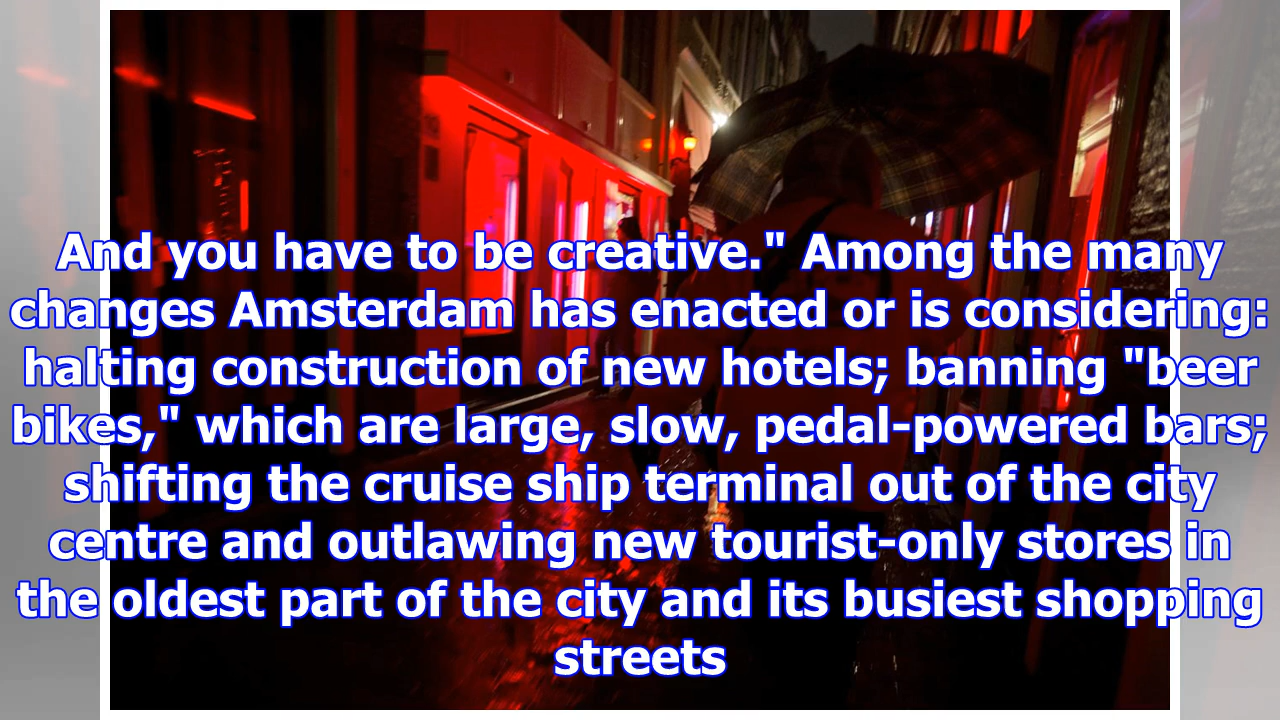 And you have to be creative." Among the many
changes Amsterdam has enacted or is considering:
halting construction of new hotels; banning "beer
bikes," which are large, slow, pedal-powered bars;
shifting the cruise ship terminal out of the city
centre and outlawing new tourist-only stores in
the oldest part of the city and its busiest shopping
streets